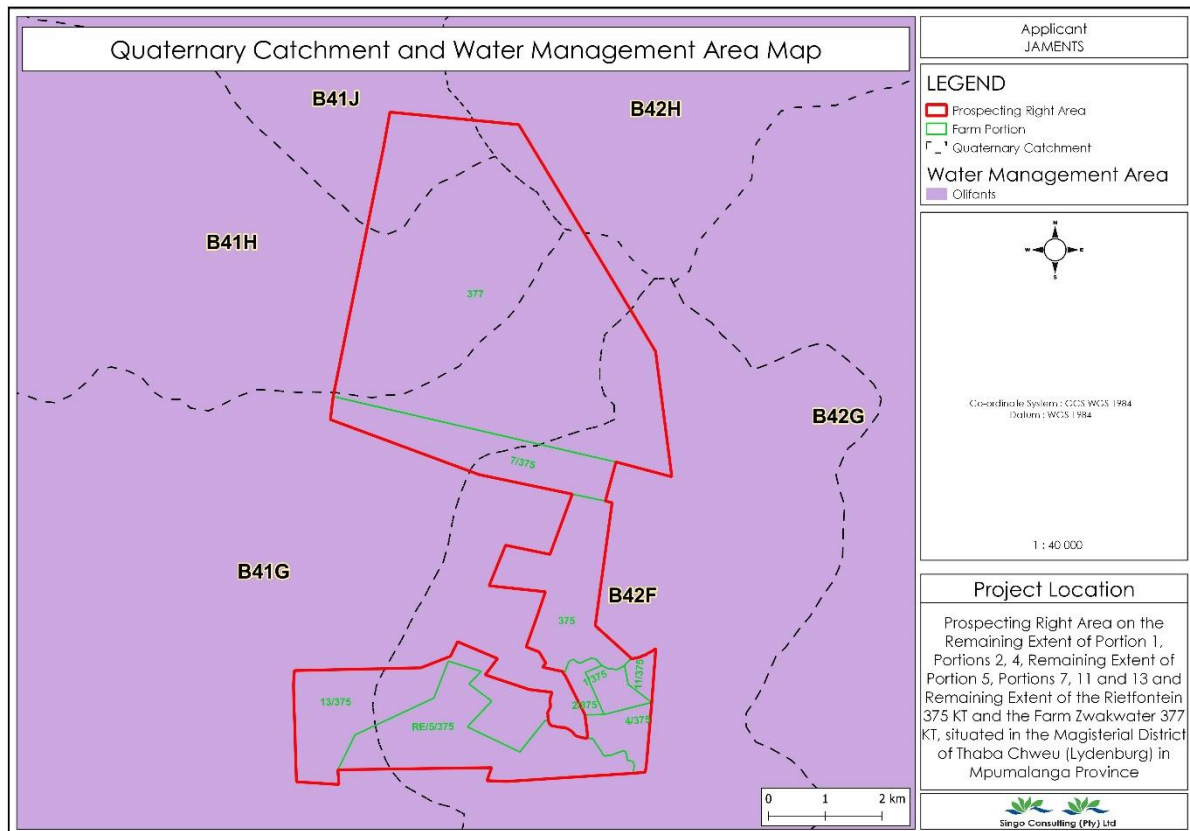 Quaternary Catchment and Water Management Area Map
B41J
B42H
B41H
377
B42G
7/375
B41G
B42F
375
1/375
11/375
13/375
2/375
RE/5/375
4/375
0 1 2 km
Applicant
JAMENTS
LEGEND
Prospecting Right Area
Farm Portion
Quaternary Catchment
Water Management Area
Olifants
N
W E
S
Co-ordinate System : GCS WGS 1984
Datum : WGS 1984
1 : 40 000
Project Location
Prospecting Right Area on the
Remaining Extent of Portion 1,
Portions 2, 4, Remaining Extent of
Portion 5, Portions 7, 11 and 13 and
Remaining Extent of the Rietfontein
375 KT and the Farm Zwakwater 377
KT, situated in the Magisterial District
of Thaba Chweu (Lydenburg) in
Mpumalanga Province
Singo Consulting (Pty) Ltd